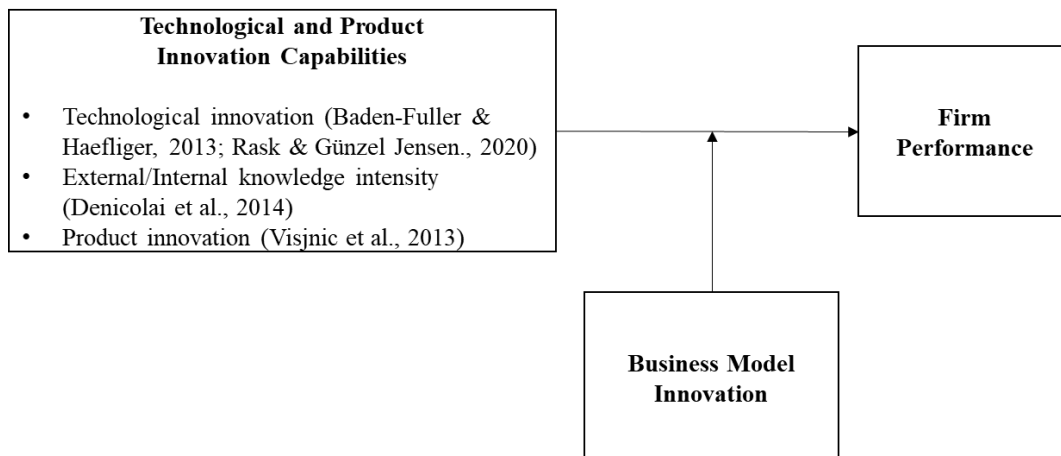 Technological and Product
Innovation Capabilities
• Technological innovation (Baden-Fuller &
Haefliger, 2013; Rask & Günzel Jensen., 2020)
• External/Internal knowledge intensity
(Denicolai et al., 2014)
• Product innovation (Visjnic et al., 2013)
Firm
Performance
Business Model
Innovation